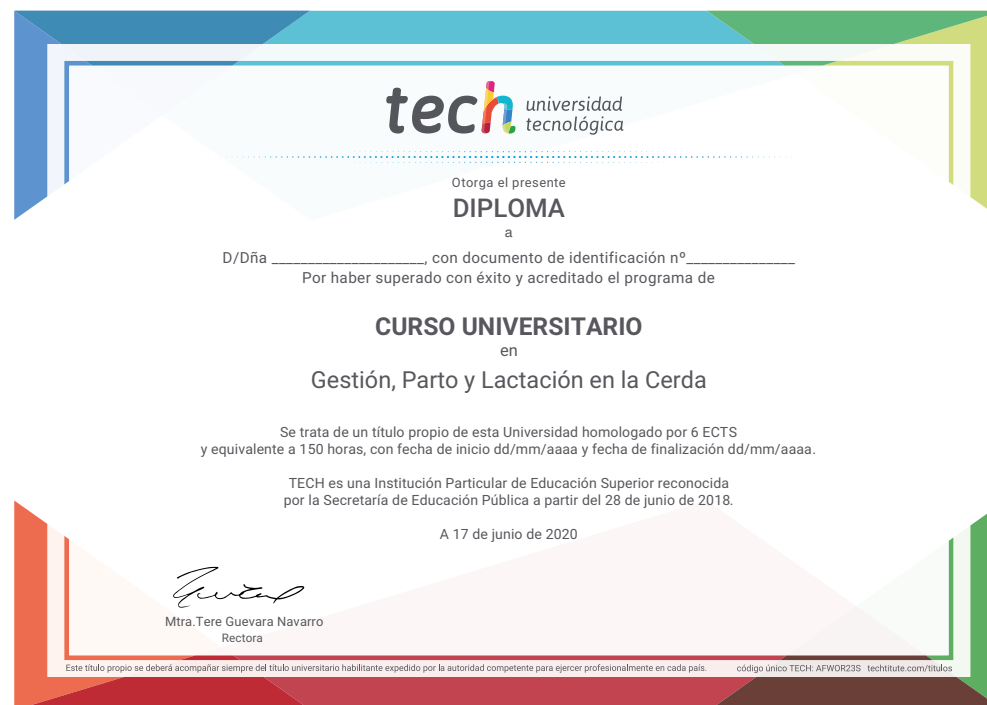 tech universidad
tecnológica
Otorga el presente
DIPLOMA
a
D/Dña _____________________, con documento de identificación nº_______________
Por haber superado con éxito y acreditado el programa de
CURSO UNIVERSITARIO
en
Gestión, Parto y Lactación en la Cerda
Se trata de un título propio de esta Universidad homologado por 6 ECTS
y equivalente a 150 horas, con fecha de inicio dd/mm/aaaa y fecha de finalización dd/mm/aaaa.
TECH es una Institución Particular de Educación Superior reconocida
por la Secretaría de Educación Pública a partir del 28 de junio de 2018.
A 17 de junio de 2020
Mtra.Tere Guevara Navarro
Rectora
Este título propio se deberá acompañar siempre del título universitario habilitante expedido por la autoridad competente para ejercer profesionalmente en cada país. código único TECH: AFWOR23S techtitute.com/titulos